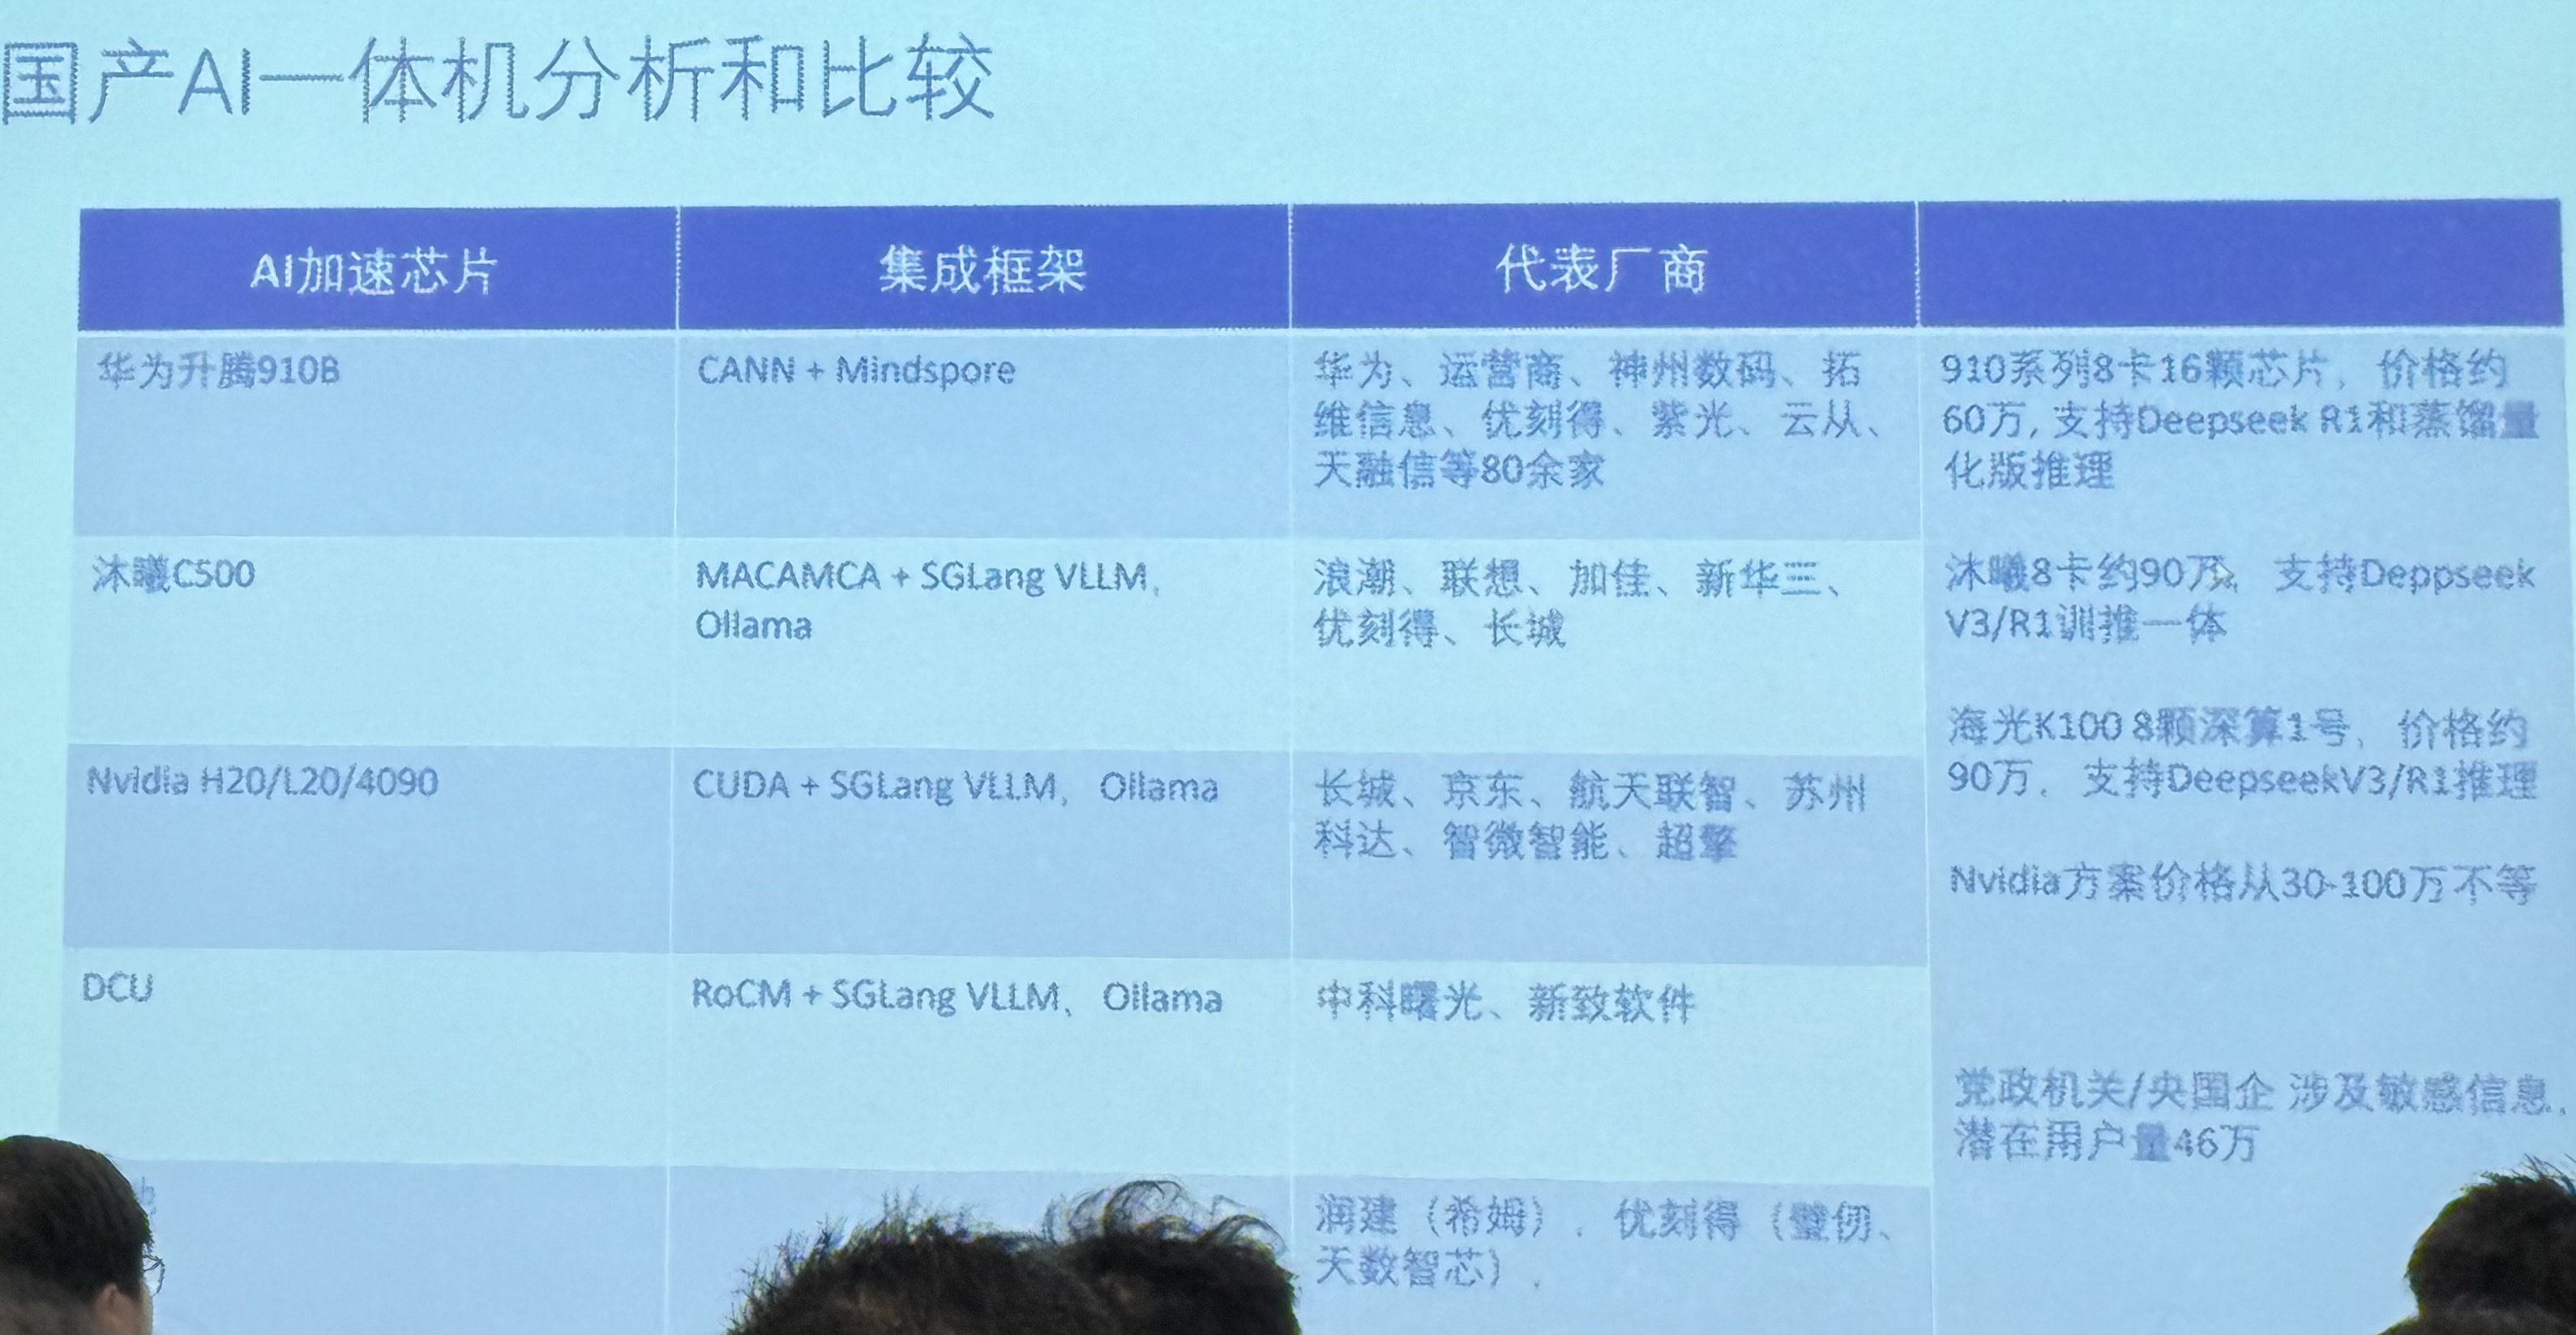 国产AI一体机分析和比较
AI加速芯片
集成框架
代表厂商
华为升腾910B
CANN + Mindspore
华为、运营商、神州数码、拓
维信息、优刻得、紫光、云从、
天融信等80余家
910系列8卡16颗芯片，价格约
60万, 支持Deepseek R1和蒸馏量
化版推理
沐曦C500
MACAMCA + SGLang VLLM，
Ollama
浪潮、联想、加佳、新华三、
优刻得、长城
沐曦8卡约90万，支持Deppseek
V3/R1训推一体
海光K100 8颗深算1号，价格约
90万，支持DeepseekV3/R1推理
Nvidia H20/L20/4090
CUDA + SGLang VLLM， Ollama
长城、京东、航天联智、苏州
科达、智微智能、超擎
Nvidia方案价格从30-100万不等
DCU
RoCM + SGLang VLLM， Ollama
中科曙光、新致软件
党政机关/央国企 涉及敏感信息，
潜在用户量46万
润建（希姆），优刻得（璧仞、
天数智芯），